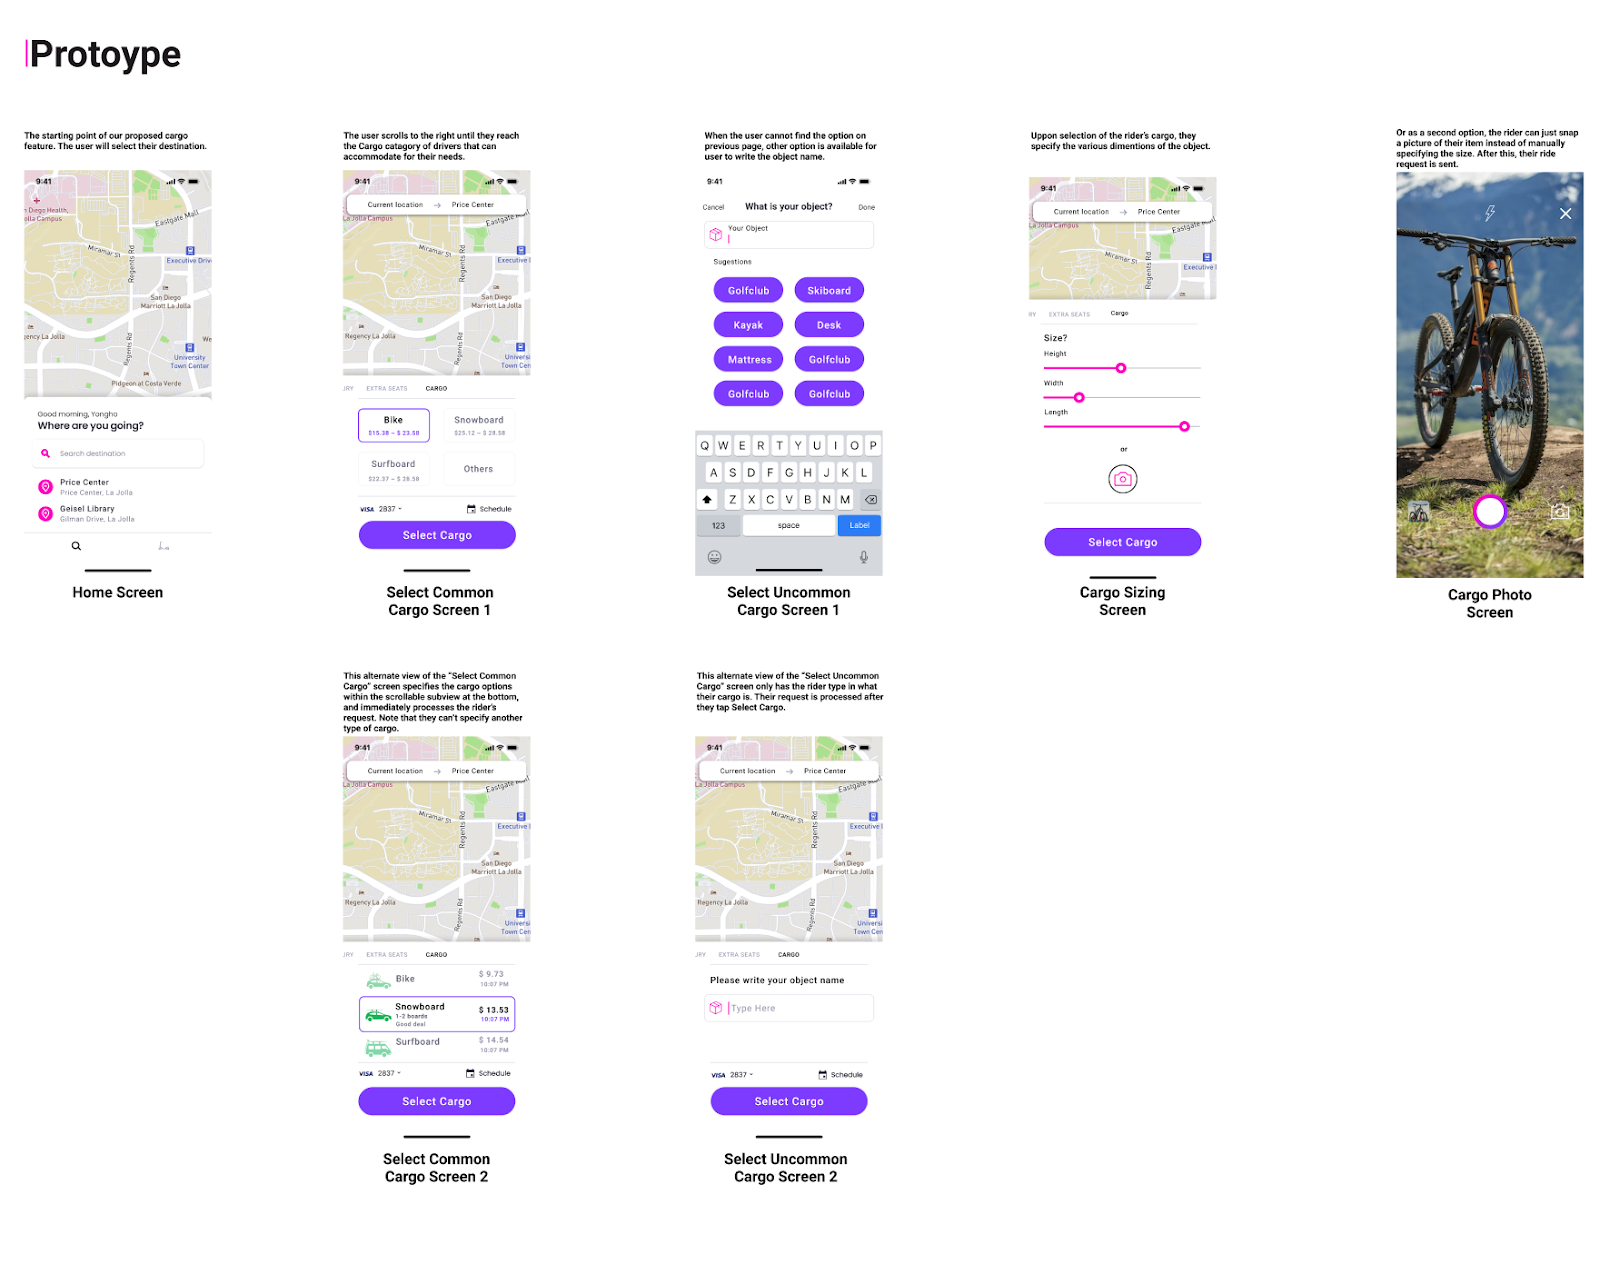 Protoype
The starting point of our proposed cargo
feature. The user will select their destination.
9:41
n Diego Health,
olla Campus
Eastgate Mall
Miramar St
Regents Rd
Executive Driv
San Diego
Marriott La Jolla
egency La Jolla
Regents Rd
We
University
Town Center
Pidgeon at Costa Verde
Good morning, Yongho
Where are you going?
Search destination
Price Center
Price Center, La Jolla
Geisel Library
Gilman Drive, La Jolla
Home Screen
The user scrolls to the right until they reach
the Cargo catagory of drivers that can
accommodate for their needs.
9:41
Current location → Price Center
La Jolla Campus
Eastgate Mall
Miramar St
Regents Rd
Executive I
San Diego
Marriott La Jolla
Regency La Jolla
Regents Rd
Universi
Town Cen
JRY EXTRA SEATS CARGO
Bike
$15.38 – $ 23.58
Snowboard
$25.12 – $ 28.58
Surfboard
$22.37 – $ 28.58
Others
VISA 2837
Schedule
Select Cargo
Select Common
Cargo Screen 1
When the user cannot find the option on
previous page, other option is available for
user to write the object name.
9:41
Cancel What is your object? Done
Your Object
Sugestions
Golfclub Skiboard
Kayak Desk
Mattress Golfclub
Golfclub Golfclub
Q W E R T Y U I O P
A S D F G H J K L
Z X C V B N M
123 space Label
Select Uncommon
Cargo Screen 1
Uppon selection of the rider's cargo, they
specify the various dimentions of the object.
9:41
Current location → Price Center
La Jolla Campus
Eastgate
Miramar St
Regents Rd
Executive I
RY EXTRA SEATS Cargo
Size?
Height
Width
Length
or
Select Cargo
Cargo Sizing
Screen
Or as a second option, the rider can just snap
a picture of their item instead of manually
specifying the size. After this, their ride
request is sent.
Cargo Photo
Screen
This alternate view of the "Select Common
Cargo" screen specifies the cargo options
within the scrollable subview at the bottom,
and immediately processes the rider's
request. Note that they can't specify another
type of cargo.
9:41
Current location → Price Center
La Jolla Campus
Eastgate Mall
Miramar St
Regents Rd
Executive I
San Diego
Marriott La Jolla
Regency La Jolla
Regents Rd
Universi
Town Cen
JRY EXTRA SEATS CARGO
Bike
$ 9.73
10:07 PM
Snowboard
1-2 boards
Good deal
$ 13.53
10:07 PM
Surfboard
$ 14.54
10:07 PM
VISA 2837
Schedule
Select Cargo
Select Common
Cargo Screen 2
This alternate view of the "Select Uncommon
Cargo" screen only has the rider type in what
their cargo is. Their request is processed after
they tap Select Cargo.
9:41
Current location → Price Center
La Jolla Campus
Eastgate Mall
Miramar St
Regents Rd
Executive I
San Diego
Marriott La Jolla
Regency La Jolla
Regents Rd
Universi
Town Cen
JRY EXTRA SEATS CARGO
Please write your object name
Type Here
VISA 2837
Schedule
Select Cargo
Select Uncommon
Cargo Screen 2